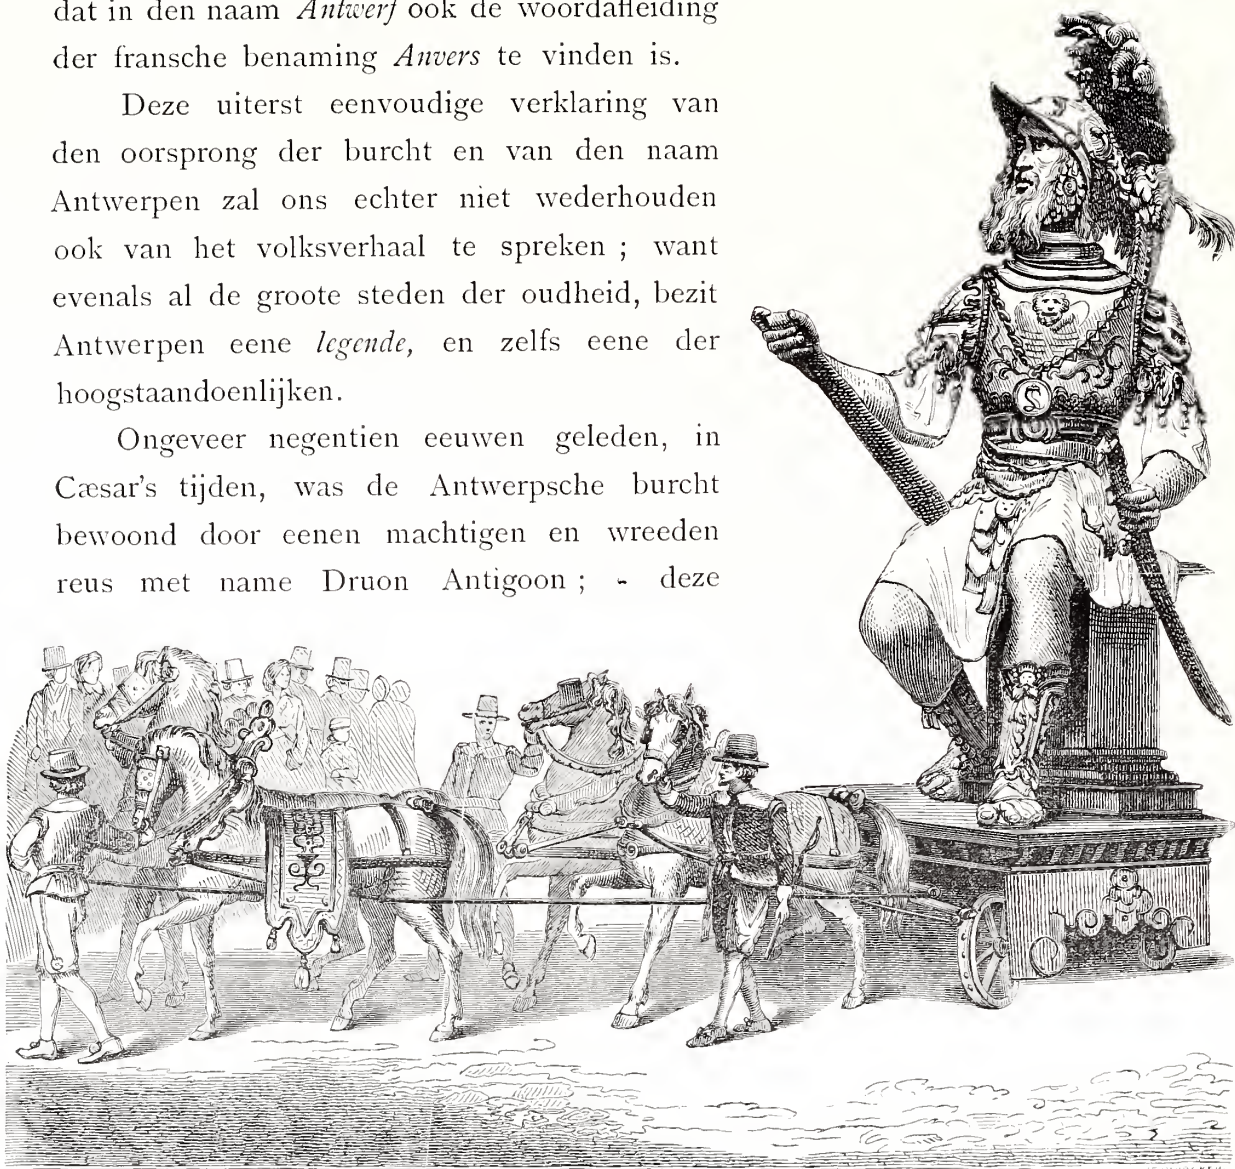 dat in den naam Antwerf ook de woordafleiding
der fransche benaming Anvers te vinden is.
Deze uiterst eenvoudige verklaring van
den oorsprong der burcht en van den naam
Antwerpen zal ons echter niet wederhouden
ook van het volksverhaal te spreken ; want
evenals al de groote steden der oudheid, bezit
Antwerpen eene legende, en zelfs eene der
hoogstaandoenlijken.
Ongeveer negentien eeuwen geleden, in
Cæsar's tijden, was de Antwerpsche burcht
bewoond door eenen machtigen en wreeden
reus met name Druon Antigoon ; - deze